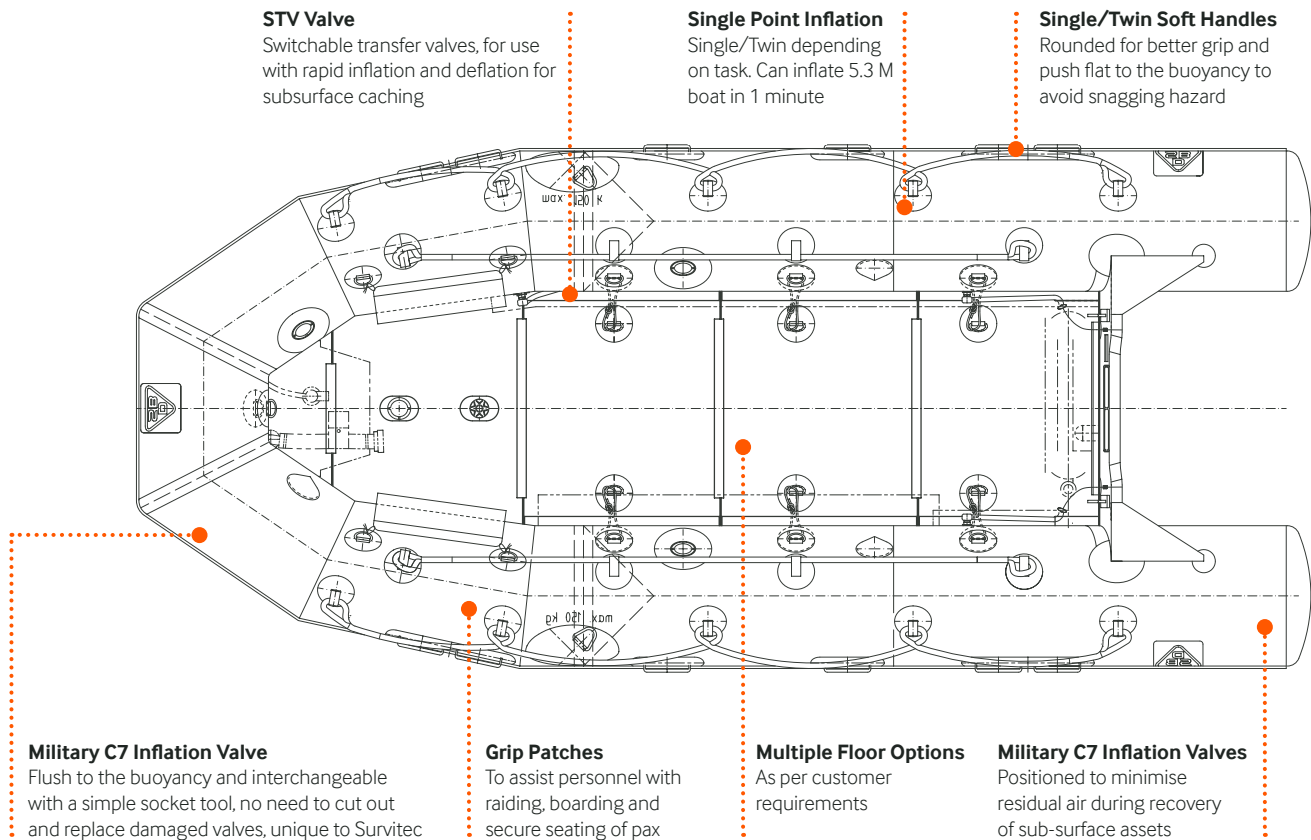 STV Valve
Switchable transfer valves, for use
with rapid inflation and deflation for
subsurface caching
Single Point Inflation
Single/Twin depending
on task. Can inflate 5.3 M
boat in 1 minute
Single/Twin Soft Handles
Rounded for better grip and
push flat to the buoyancy to
avoid snagging hazard
max. 150 k
max. 150 kg
Military C7 Inflation Valve
Flush to the buoyancy and interchangeable
with a simple socket tool, no need to cut out
and replace damaged valves, unique to Survitec
Grip Patches
To assist personnel with
raiding, boarding and
secure seating of pax
Multiple Floor Options
As per customer
requirements
Military C7 Inflation Valves
Positioned to minimise
residual air during recovery
of sub-surface assets